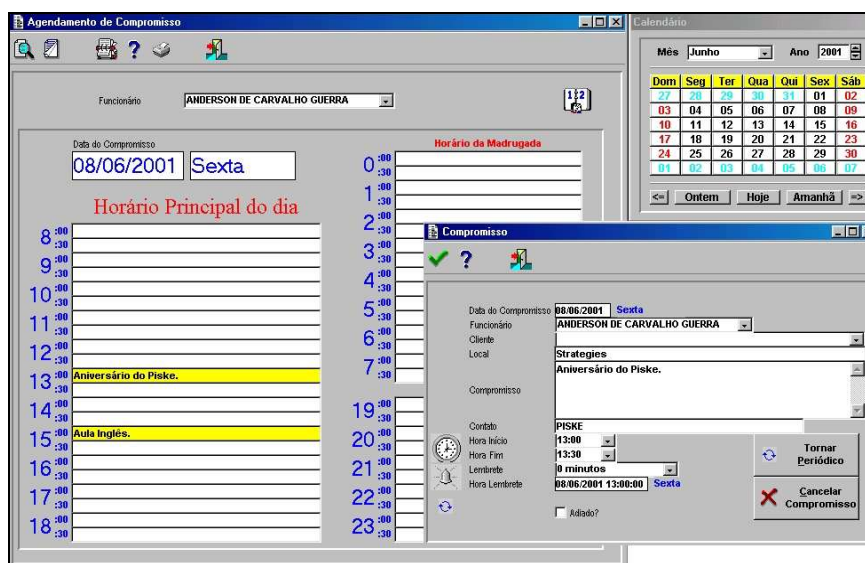 Agendamento de Compromisso
Funcionário ANDERSON DE CARVALHO GUERRA
1 2
Data do Compromisso
08/06/2001 Sexta
Horário Principal do dia
8 :00
:30
9 :00
:30
10 :00
:30
11 :00
:30
12 :00
:30
13 :00 Aniversário do Piske.
:30
14 :00
:30
15 :00 Aula Inglês.
:30
16 :00
:30
17 :00
:30
18 :00
:30
Horário da Madrugada
0 :00
:30
1 :00
:30
2 :00
:30
3 :00
:30
4 :00
:30
5 :00
:30
6 :00
:30
7 :00
:30
19 :00
:30
20 :00
:30
21 :00
:30
22 :00
:30
23 :00
:30
Calendário
Mês Junho Ano 2001
Dom Seg Ter Qua Qui Sex Sáb
27 28 29 30 31 01 02
03 04 05 06 07 08 09
10 11 12 13 14 15 16
17 18 19 20 21 22 23
24 25 26 27 28 29 30
01 02 03 04 05 06 07
<= Ontem Hoje Amanhã =>
Compromisso
Data do Compromisso 08/06/2001 Sexta
Funcionário ANDERSON DE CARVALHO GUERRA
Cliente
Local Strategies
Compromisso Aniversário do Piske.
Contato PISKE
Hora Início 13:00
Hora Fim 13:30
Lembrete 0 minutos
Hora Lembrete 08/06/2001 13:00:00 Sexta
Adiado?
Tornar
Periódico
Cancelar
Compromisso